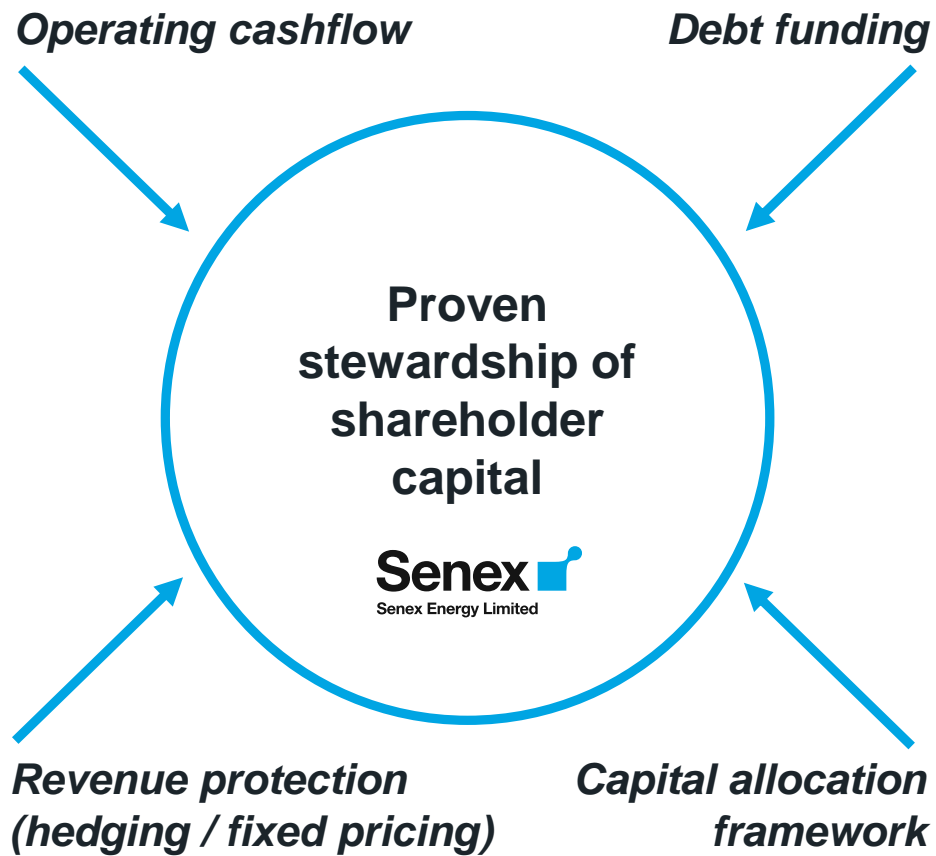 Operating cashflow
Debt funding
Proven
stewardship of
shareholder
capital
Senex
Senex Energy Limited
Revenue protection
(hedging / fixed pricing)
Capital allocation
framework